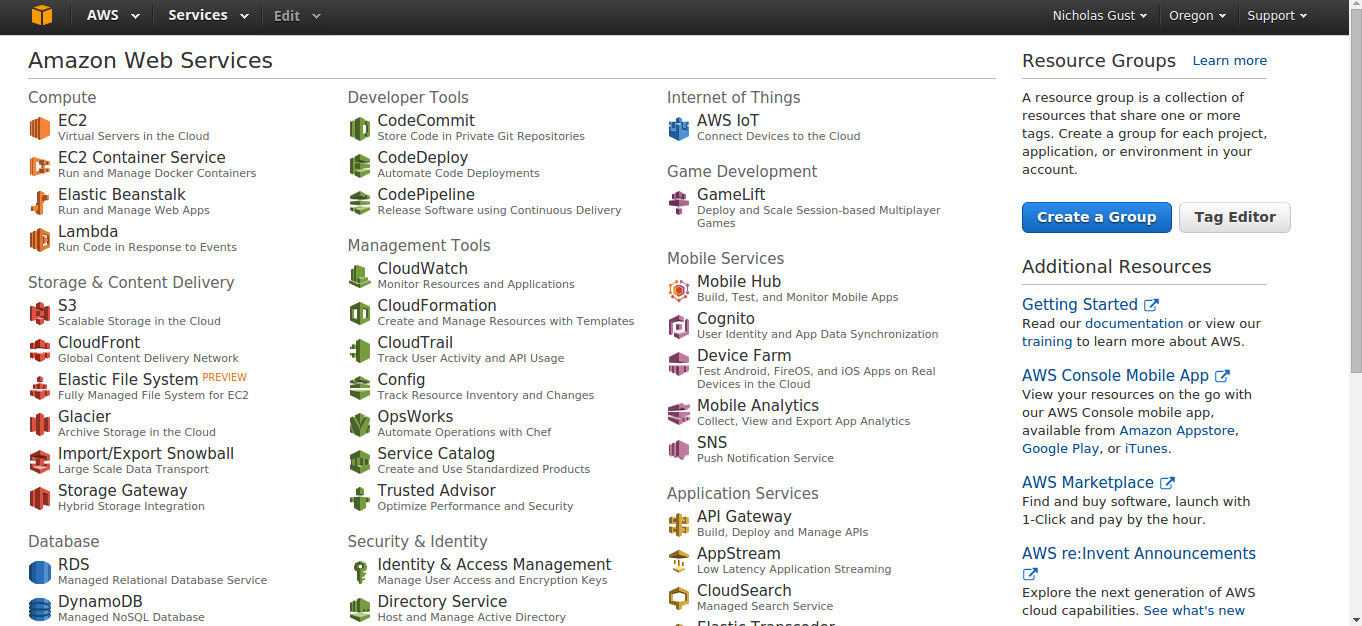 AWS
Services
Edit
Nicholas Gust
Oregon
Support
Amazon Web Services
Compute
EC2
Virtual Servers in the Cloud
EC2 Container Service
Run and Manage Docker Containers
Elastic Beanstalk
Run and Manage Web Apps
Lambda
Run Code in Response to Events
Storage & Content Delivery
S3
Scalable Storage in the Cloud
CloudFront
Global Content Delivery Network
Elastic File System PREVIEW
Fully Managed File System for EC2
Glacier
Archive Storage in the Cloud
Import/Export Snowball
Large Scale Data Transport
Storage Gateway
Hybrid Storage Integration
Database
RDS
Managed Relational Database Service
DynamoDB
Managed NoSQL Database
Developer Tools
CodeCommit
Store Code in Private Git Repositories
CodeDeploy
Automate Code Deployments
CodePipeline
Release Software using Continuous Delivery
Management Tools
CloudWatch
Monitor Resources and Applications
CloudFormation
Create and Manage Resources with Templates
CloudTrail
Track User Activity and API Usage
Config
Track Resource Inventory and Changes
OpsWorks
Automate Operations with Chef
Service Catalog
Create and Use Standardized Products
Trusted Advisor
Optimize Performance and Security
Security & Identity
Identity & Access Management
Manage User Access and Encryption Keys
Directory Service
Host and Manage Active Directory
Internet of Things
AWS IoT
Connect Devices to the Cloud
Game Development
GameLift
Deploy and Scale Session-based Multiplayer
Games
Mobile Services
Mobile Hub
Build, Test, and Monitor Mobile Apps
Cognito
User Identity and App Data Synchronization
Device Farm
Test Android, FireOS, and iOS Apps on Real
Devices in the Cloud
Mobile Analytics
Collect, View and Export App Analytics
SNS
Push Notification Service
Application Services
API Gateway
Build, Deploy and Manage APIs
AppStream
Low Latency Application Streaming
CloudSearch
Managed Search Service
Elastic Transcoder
Resource Groups
Learn more
A resource group is a collection of
resources that share one or more
tags. Create a group for each project,
application, or environment in your
account.
Create a Group
Tag Editor
Additional Resources
Getting Started
Read our documentation or view our
training to learn more about AWS.
AWS Console Mobile App
View your resources on the go with
our AWS Console mobile app,
available from Amazon Appstore,
Google Play, or iTunes.
AWS Marketplace
Find and buy software, launch with
1-Click and pay by the hour.
AWS re:Invent Announcements
Explore the next generation of AWS
cloud capabilities. See what's new